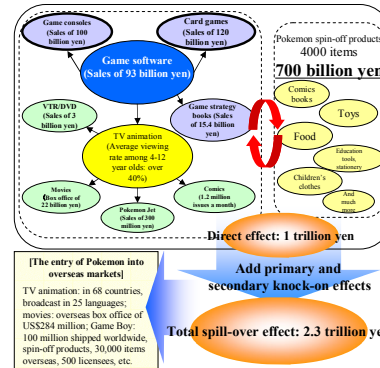 Game consoles
(Sales of 100
billion yen)
Card games
(Sales of 120
billion yen)
Game software
(Sales of 93 billion yen)
VTR/DVD
(Sales of 3
billion yen)
Game strategy
books (Sales of
15.4 billion yen)
TV animation
(Average viewing
rate among 4-12
year olds: over
40%)
Movies
(Box office of
22 billion yen)
Pokemon Jet
(Sales of 300
million yen)
Comics
(1.2 million
issues a month)
Pokemon spin-off products
4000 items
700 billion yen
Comics
books
Toys
Food
Education
tools,
stationery
Children's
clothes
And
much
more
Direct effect: 1 trillion yen
Add primary and
secondary knock-on effects
Total spill-over effect: 2.3 trillion ye
[The entry of Pokemon into
overseas markets]
TV animation: in 68 countries,
broadcast in 25 languages;
movies: overseas box office of
US$284 million; Game Boy:
100 million shipped worldwide,
spin-off products, 30,000 items
overseas, 500 licensees, etc.